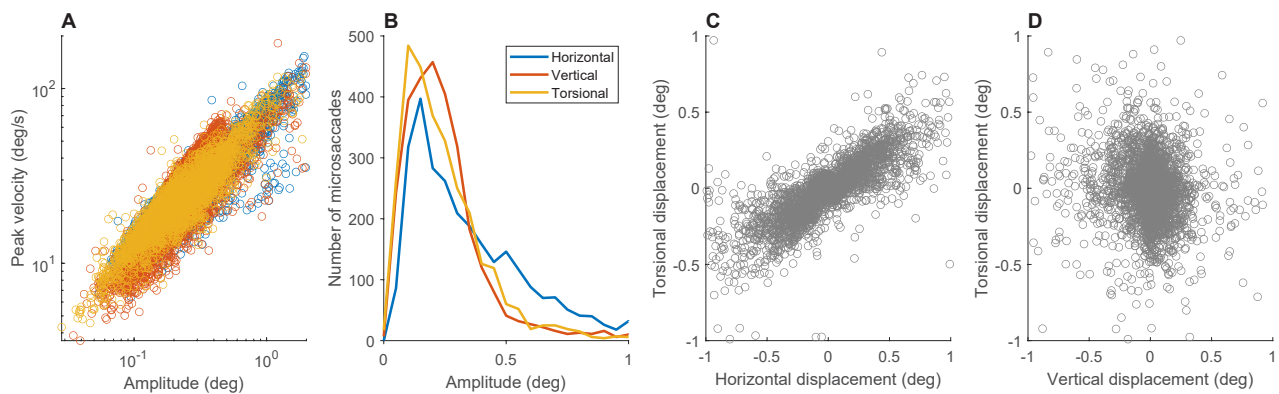 A
Peak velocity (deg/s)
10²
10¹
10⁻¹
10⁰
Amplitude (deg)
B
Number of microsaccades
500
400
300
200
100
0
0
0.5
1
Amplitude (deg)
Horizontal
Vertical
Torsional
C
Torsional displacement (deg)
1
0.5
0
-0.5
-1
-1
-0.5
0
0.5
1
Horizontal displacement (deg)
D
Torsional displacement (deg)
1
0.5
0
-0.5
-1
-1
-0.5
0
0.5
1
Vertical displacement (deg)